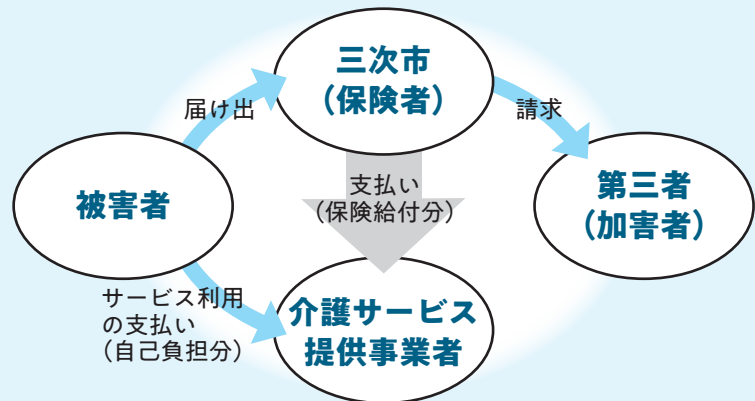 三次市
（保険者）
届け出
請求
被害者
支払い
（保険給付分）
第三者
（加害者）
サービス利用
の支払い
（自己負担分）
介護サービス
提供事業者